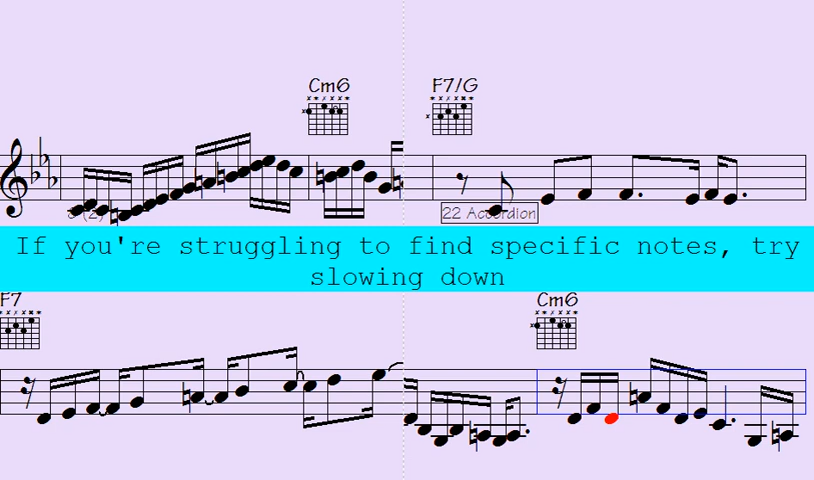 Cm6
F7/G
22 Accordion
If you're struggling to find specific notes, try
slowing down
F7
Cm6